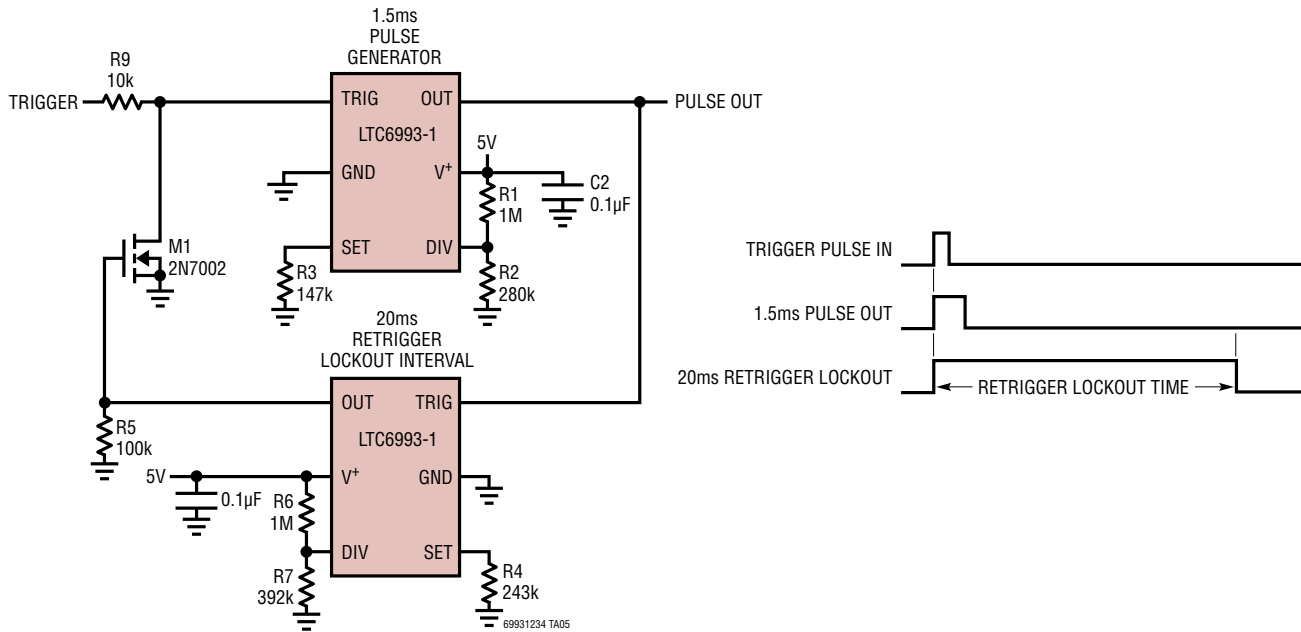 1.5ms
PULSE
GENERATOR
R9
10k
TRIGGER
TRIG
OUT
PULSE OUT
LTC6993-1
5V
GND
V+
R1
1M
C2
0.1µF
M1
2N7002
SET
DIV
R3
147k
R2
280k
20ms
RETRIGGER
LOCKOUT INTERVAL
OUT
TRIG
LTC6993-1
R5
100k
5V
V+
GND
0.1µF
R6
1M
DIV
SET
R7
392k
R4
243k
69931234 TA05
TRIGGER PULSE IN
1.5ms PULSE OUT
20ms RETRIGGER LOCKOUT
RETRIGGER LOCKOUT TIME